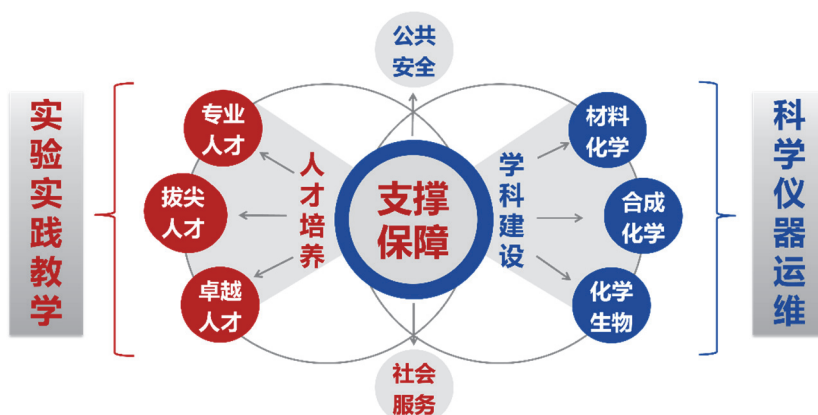 公共
安全
实验实践教学
专业
人才
拔尖
人才
卓越
人才
人才培养
支撑
保障
学科建设
材料
化学
合成
化学
化学
生物
科学仪器运维
社会
服务